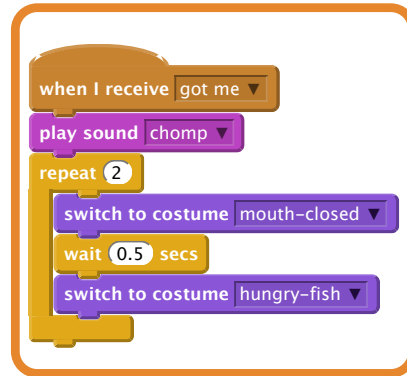 when I receive got me
play sound chomp
repeat 2
switch to costume mouth-closed
wait 0.5 secs
switch to costume hungry-fish